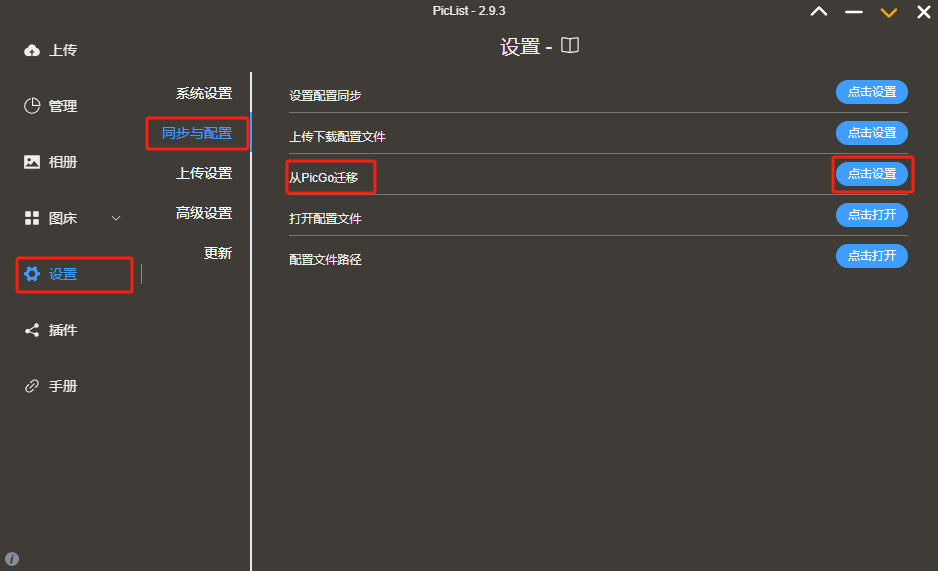 PicList - 2.9.3
上传
管理
相册
图床
设置
插件
手册
系统设置
同步与配置
上传设置
高级设置
更新
设置 -
设置配置同步 点击设置
上传下载配置文件 点击设置
从PicGo迁移 点击设置
打开配置文件 点击打开
配置文件路径 点击打开